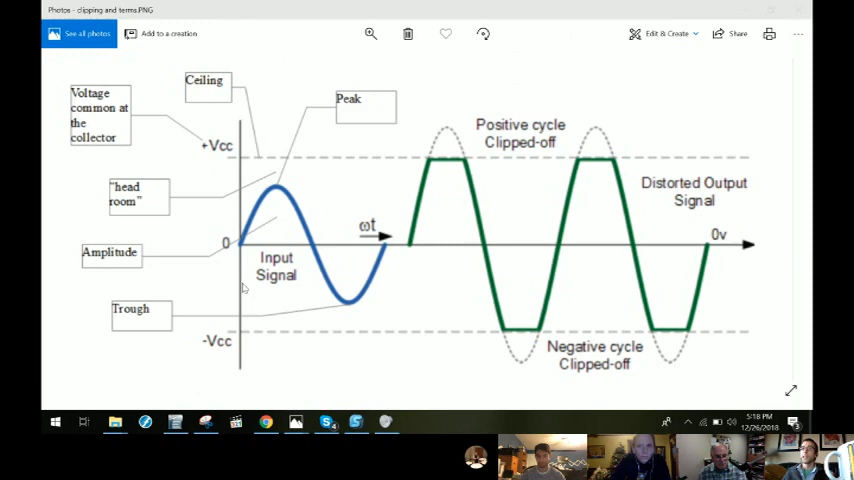 Photos - clipping and terms.PNG
See all photos
Add to a creation
Edit & Create
Share
Ceiling
Voltage
common at
the
collector
Peak
+Vcc
Positive cycle
Clipped-off
"head
room"
Distorted Output
Signal
ωt
0v
0
Amplitude
Input
Signal
Trough
-Vcc
Negative cycle
Clipped-off
4
5:18 PM
12/26/2018
3